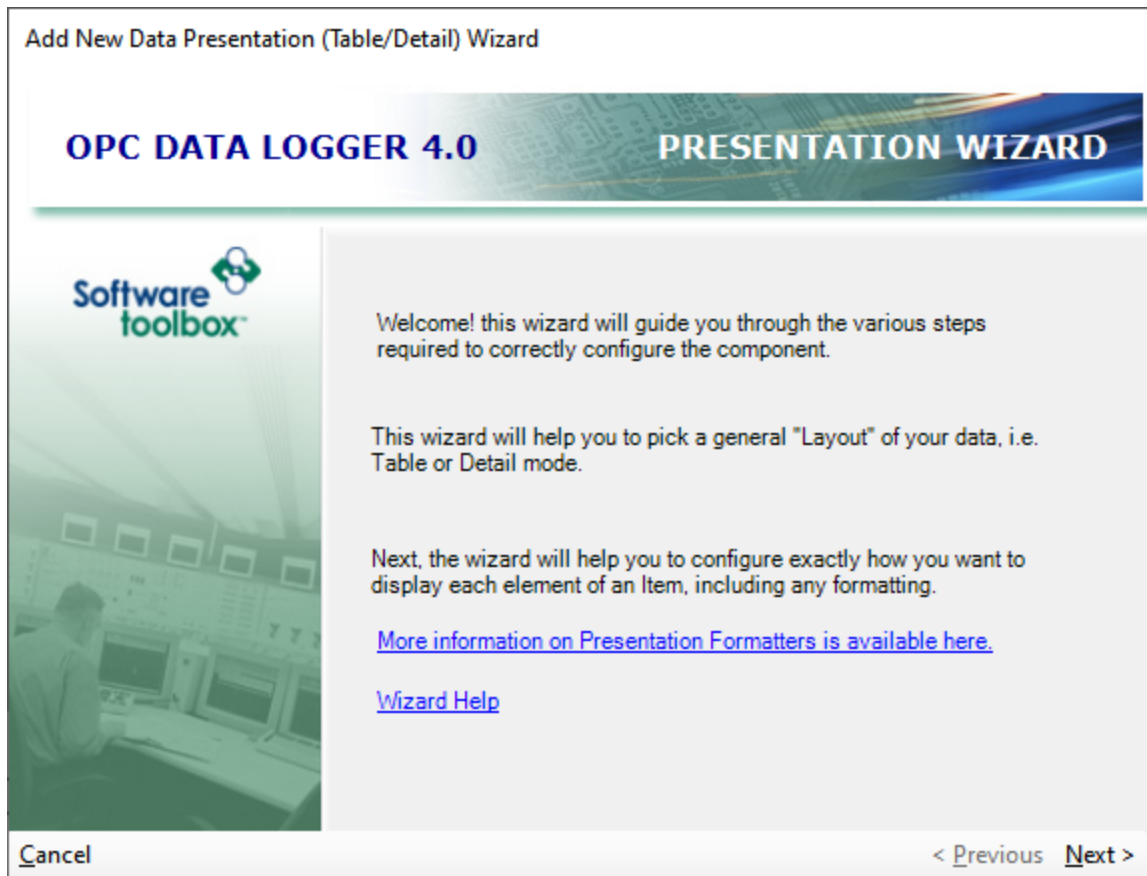 Add New Data Presentation (Table/Detail) Wizard
OPC DATA LOGGER 4.0
PRESENTATION WIZARD
Software
toolbox™
Welcome! this wizard will guide you through the various steps
required to correctly configure the component.
This wizard will help you to pick a general "Layout" of your data, i.e.
Table or Detail mode.
Next, the wizard will help you to configure exactly how you want to
display each element of an Item, including any formatting.
More information on Presentation Formatters is available here.
Wizard Help
Cancel
< Previous Next >